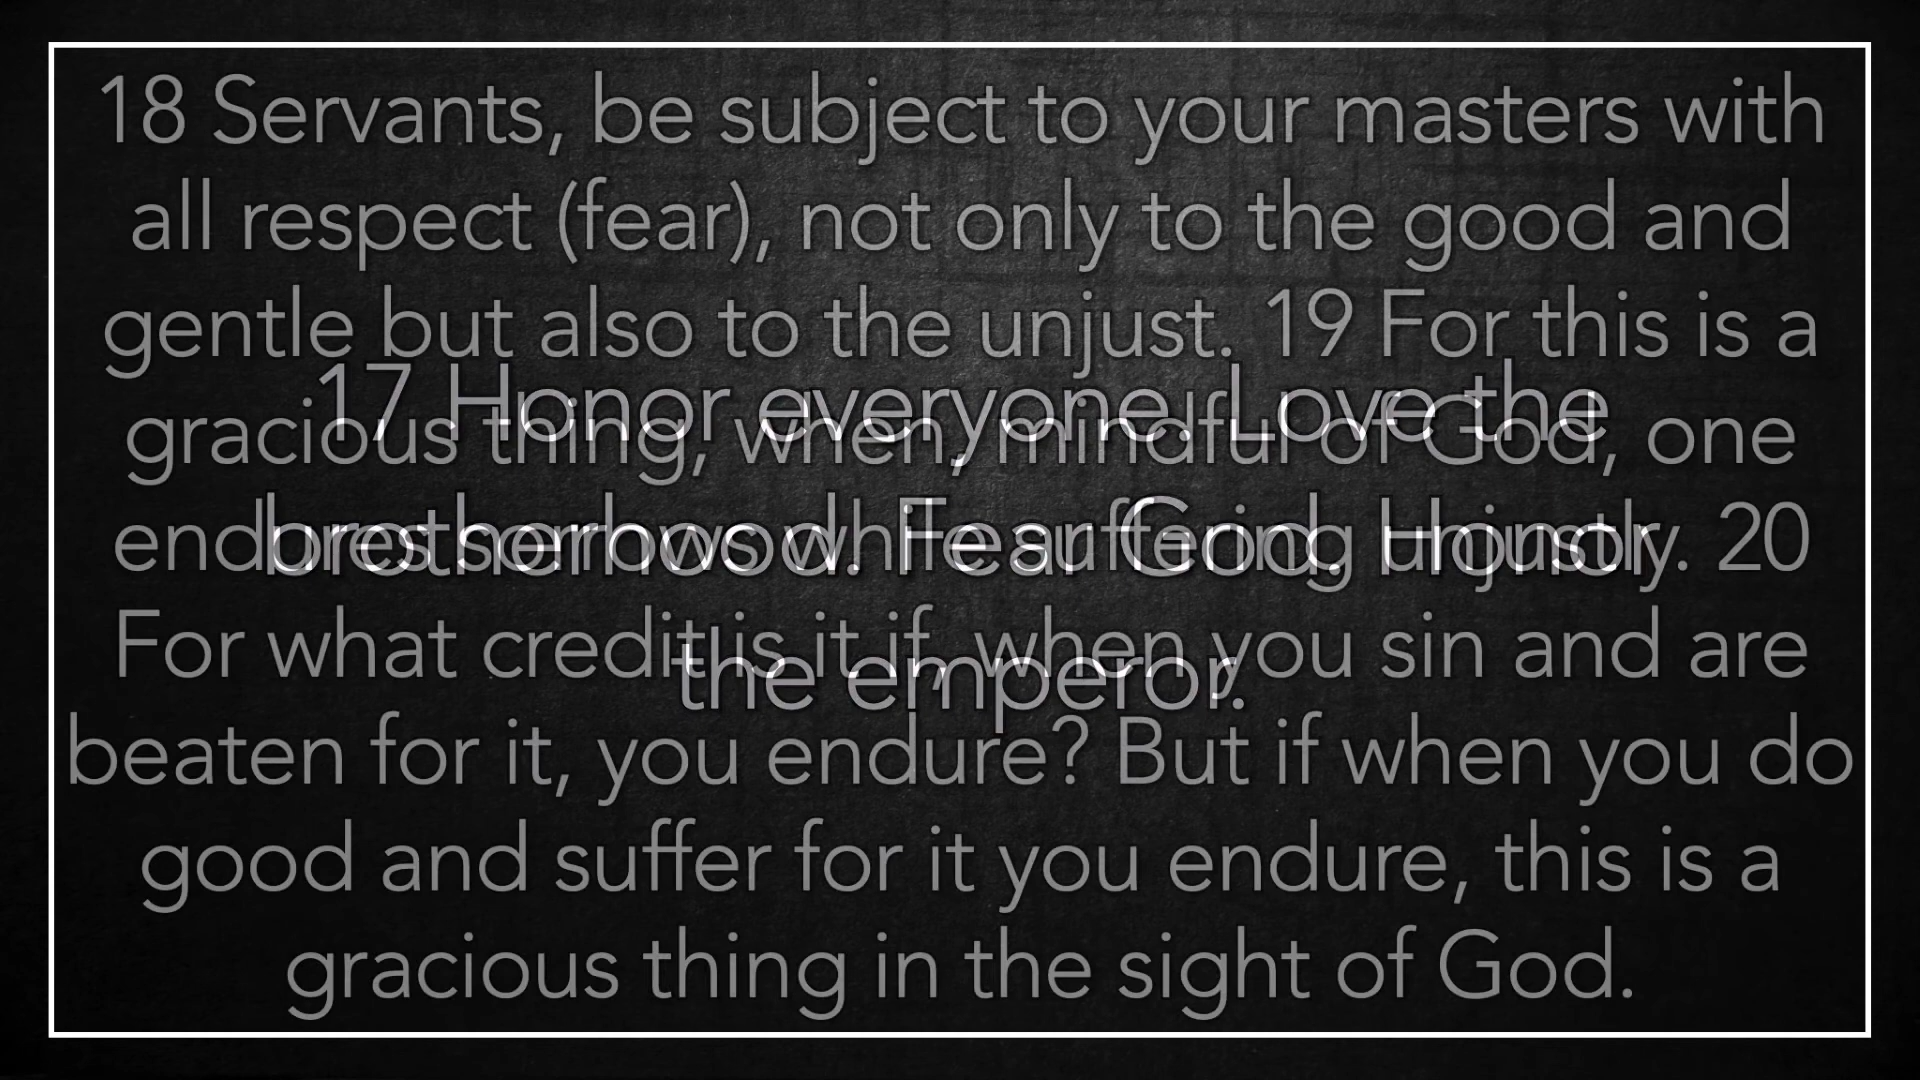 17 Honor everyone. Love the
brotherhood. Fear God. Honor
the emperor.
18 Servants, be subject to your masters with
all respect (fear), not only to the good and
gentle but also to the unjust. 19 For this is a
gracious thing, when, mindful of God, one
endures sorrows while suffering unjustly. 20
For what credit is it if, when you sin and are
beaten for it, you endure? But if when you do
good and suffer for it you endure, this is a
gracious thing in the sight of God.